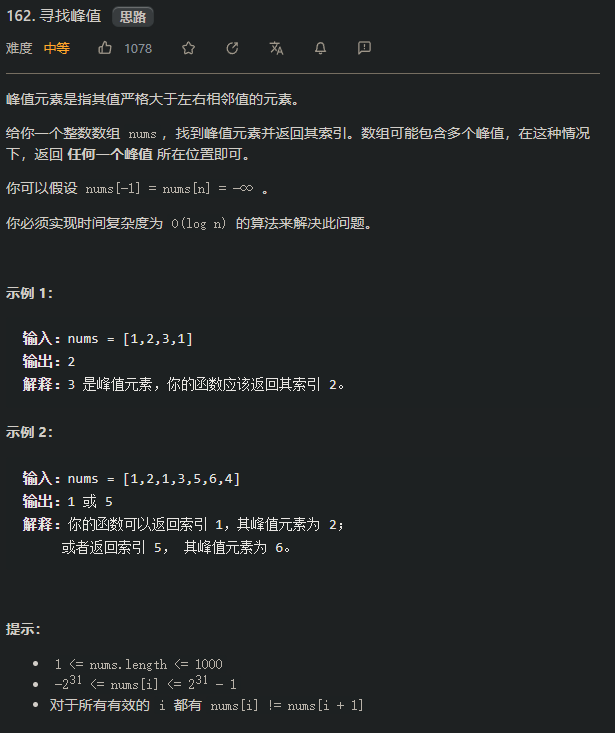 162. 寻找峰值 思路
难度 中等 1078
峰值元素是指其值严格大于左右相邻值的元素。
给你一个整数数组 nums，找到峰值元素并返回其索引。数组可能包含多个峰值，在这种情况
下，返回 任何一个峰值 所在位置即可。
你可以假设 nums[-1] = nums[n] = -∞ 。
你必须实现时间复杂度为 O(log n) 的算法来解决此问题。
示例 1：
输入：nums = [1,2,3,1]
输出：2
解释：3 是峰值元素，你的函数应该返回其索引 2。
示例 2：
输入：nums = [1,2,1,3,5,6,4]
输出：1 或 5
解释：你的函数可以返回索引 1，其峰值元素为 2；
或者返回索引 5， 其峰值元素为 6。
提示：
• 1 <= nums.length <= 1000
• -2³¹ <= nums[i] <= 2³¹ - 1
• 对于所有有效的 i 都有 nums[i] != nums[i + 1]